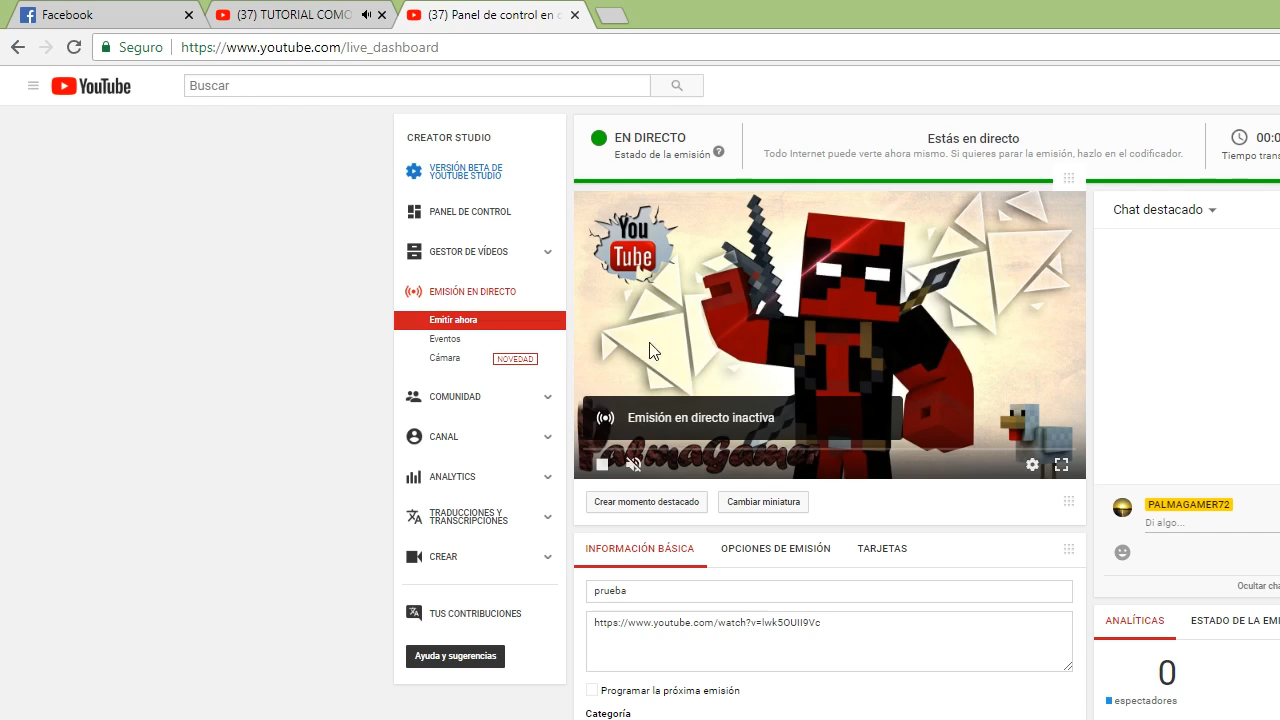 Facebook
(37) TUTORIAL COMO
(37) Panel de control en
Seguro
https://www.youtube.com/live_dashboard
YouTube
Buscar
CREATOR STUDIO
VERSIÓN BETA DE
YOUTUBE STUDIO
PANEL DE CONTROL
GESTOR DE VÍDEOS
EMISIÓN EN DIRECTO
Emitir ahora
Eventos
Cámara
NOVEDAD
COMUNIDAD
CANAL
ANALYTICS
TRADUCCIONES Y
TRANSCRIPCIONES
CREAR
TUS CONTRIBUCIONES
Ayuda y sugerencias
EN DIRECTO
Estado de la emisión
Estás en directo
Todo Internet puede verte ahora mismo. Si quieres parar la emisión, hazlo en el codificador.
00:0
Tiempo trans
You
Tube
Emisión en directo inactiva
PalmaGamer
Crear momento destacado
Cambiar miniatura
INFORMACIÓN BÁSICA
OPCIONES DE EMISIÓN
TARJETAS
prueba
https://www.youtube.com/watch?v=lwk5OUII9Vc
Programar la próxima emisión
Categoría
Chat destacado
PALMAGAMER72
Di algo...
Ocultar cha
ANALÍTICAS
ESTADO DE LA EMI
0
espectadores